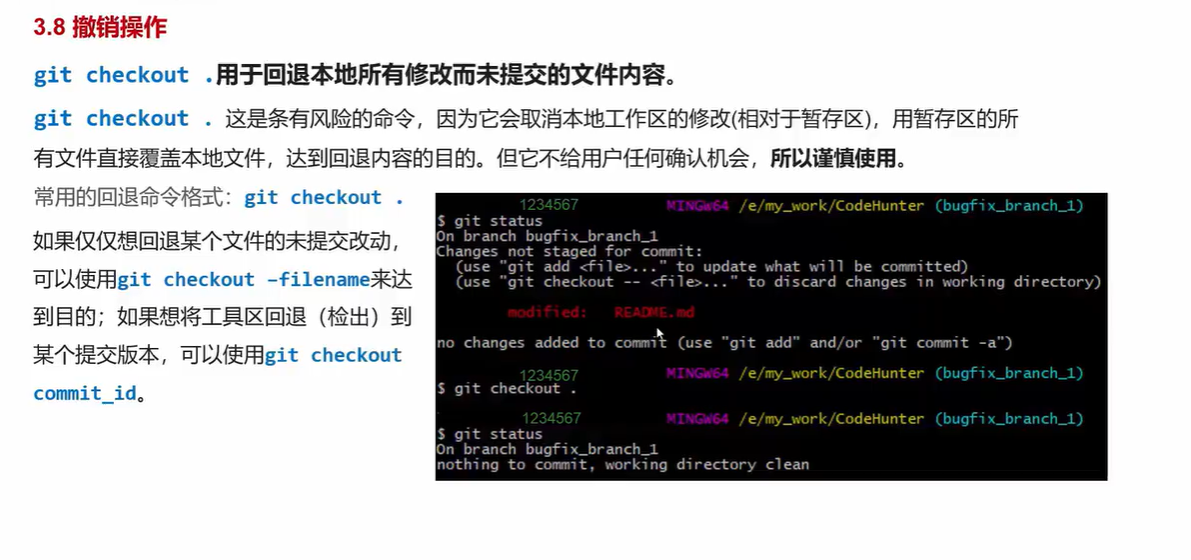 3.8 撤销操作
git checkout .用于回退本地所有修改而未提交的文件内容。
git checkout . 这是条有风险的命令，因为它会取消本地工作区的修改(相对于暂存区)，用暂存区的所
有文件直接覆盖本地文件，达到回退内容的目的。但它不给用户任何确认机会，所以谨慎使用。
常用的回退命令格式：git checkout .
如果仅仅想回退某个文件的未提交改动，
可以使用git checkout –filename来达
到目的；如果想将工具区回退（检出）到
某个提交版本，可以使用git checkout
commit_id。
1234567 MINGW64 /e/my_work/CodeHunter (bugfix_branch_1)
$ git status
On branch bugfix_branch_1
Changes not staged for commit:
(use "git add <file>..." to update what will be committed)
(use "git checkout -- <file>..." to discard changes in working directory)
modified: README.md
no changes added to commit (use "git add" and/or "git commit -a")
1234567 MINGW64 /e/my_work/CodeHunter (bugfix_branch_1)
$ git checkout .
1234567 MINGW64 /e/my_work/CodeHunter (bugfix_branch_1)
$ git status
On branch bugfix_branch_1
nothing to commit, working directory clean